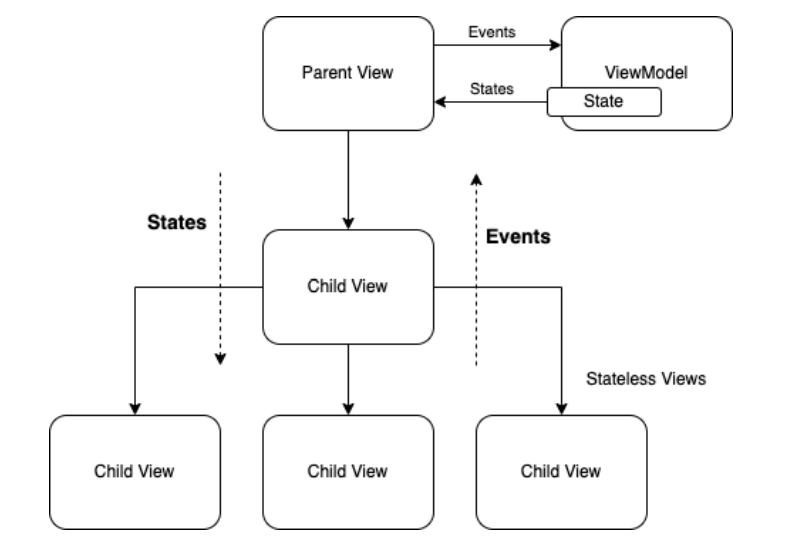 Events
Parent View
ViewModel
States
State
States
Events
Child View
Stateless Views
Child View
Child View
Child View